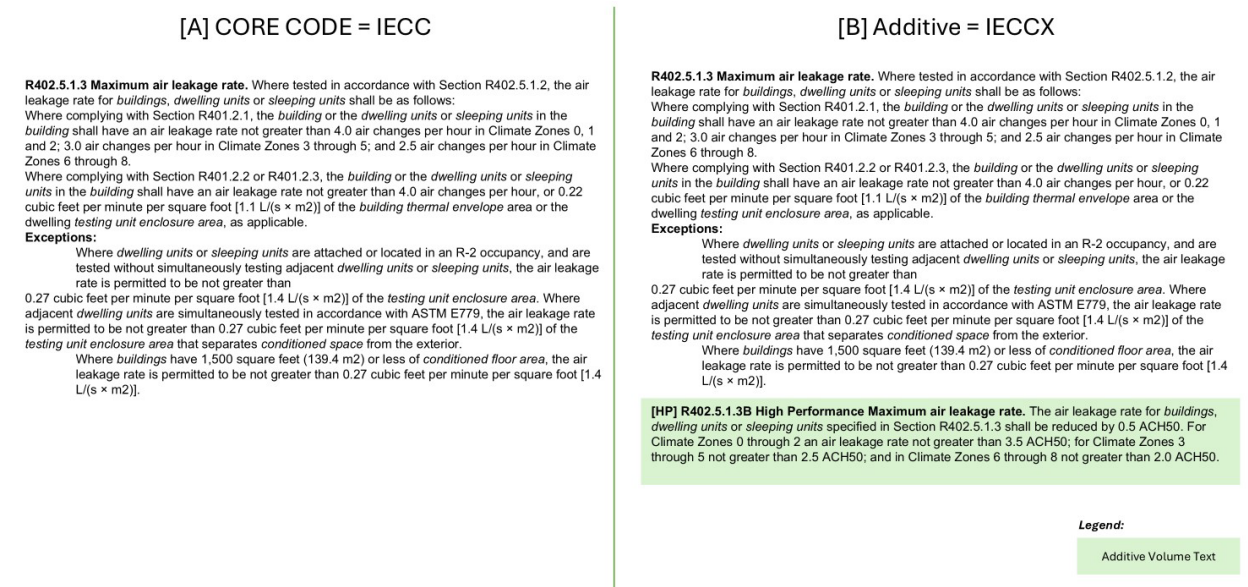 [A] CORE CODE = IECC
R402.5.1.3 Maximum air leakage rate. Where tested in accordance with Section R402.5.1.2, the air
leakage rate for buildings, dwelling units or sleeping units shall be as follows:
Where complying with Section R401.2.1, the building or the dwelling units or sleeping units in the
building shall have an air leakage rate not greater than 4.0 air changes per hour in Climate Zones 0, 1
and 2; 3.0 air changes per hour in Climate Zones 3 through 5; and 2.5 air changes per hour in Climate
Zones 6 through 8.
Where complying with Section R401.2.2 or R401.2.3, the building or the dwelling units or sleeping
units in the building shall have an air leakage rate not greater than 4.0 air changes per hour, or 0.22
cubic feet per minute per square foot [1.1 L/(s × m2)] of the building thermal envelope area or the
dwelling testing unit enclosure area, as applicable.
Exceptions:
Where dwelling units or sleeping units are attached or located in an R-2 occupancy, and are
tested without simultaneously testing adjacent dwelling units or sleeping units, the air leakage
rate is permitted to be not greater than
0.27 cubic feet per minute per square foot [1.4 L/(s × m2)] of the testing unit enclosure area. Where
adjacent dwelling units are simultaneously tested in accordance with ASTM E779, the air leakage rate
is permitted to be not greater than 0.27 cubic feet per minute per square foot [1.4 L/(s × m2)] of the
testing unit enclosure area that separates conditioned space from the exterior.
Where buildings have 1,500 square feet (139.4 m2) or less of conditioned floor area, the air
leakage rate is permitted to be not greater than 0.27 cubic feet per minute per square foot [1.4
L/(s × m2)].
[B] Additive = IECCX
R402.5.1.3 Maximum air leakage rate. Where tested in accordance with Section R402.5.1.2, the air
leakage rate for buildings, dwelling units or sleeping units shall be as follows:
Where complying with Section R401.2.1, the building or the dwelling units or sleeping units in the
building shall have an air leakage rate not greater than 4.0 air changes per hour in Climate Zones 0, 1
and 2; 3.0 air changes per hour in Climate Zones 3 through 5; and 2.5 air changes per hour in Climate
Zones 6 through 8.
Where complying with Section R401.2.2 or R401.2.3, the building or the dwelling units or sleeping
units in the building shall have an air leakage rate not greater than 4.0 air changes per hour, or 0.22
cubic feet per minute per square foot [1.1 L/(s × m2)] of the building thermal envelope area or the
dwelling testing unit enclosure area, as applicable.
Exceptions:
Where dwelling units or sleeping units are attached or located in an R-2 occupancy, and are
tested without simultaneously testing adjacent dwelling units or sleeping units, the air leakage
rate is permitted to be not greater than
0.27 cubic feet per minute per square foot [1.4 L/(s × m2)] of the testing unit enclosure area. Where
adjacent dwelling units are simultaneously tested in accordance with ASTM E779, the air leakage rate
is permitted to be not greater than 0.27 cubic feet per minute per square foot [1.4 L/(s × m2)] of the
testing unit enclosure area that separates conditioned space from the exterior.
Where buildings have 1,500 square feet (139.4 m2) or less of conditioned floor area, the air
leakage rate is permitted to be not greater than 0.27 cubic feet per minute per square foot [1.4
L/(s × m2)].
[HP] R402.5.1.3B High Performance Maximum air leakage rate. The air leakage rate for buildings,
dwelling units or sleeping units specified in Section R402.5.1.3 shall be reduced by 0.5 ACH50. For
Climate Zones 0 through 2 an air leakage rate not greater than 3.5 ACH50; for Climate Zones 3
through 5 not greater than 2.5 ACH50; and in Climate Zones 6 through 8 not greater than 2.0 ACH50.
Legend:
Additive Volume Text